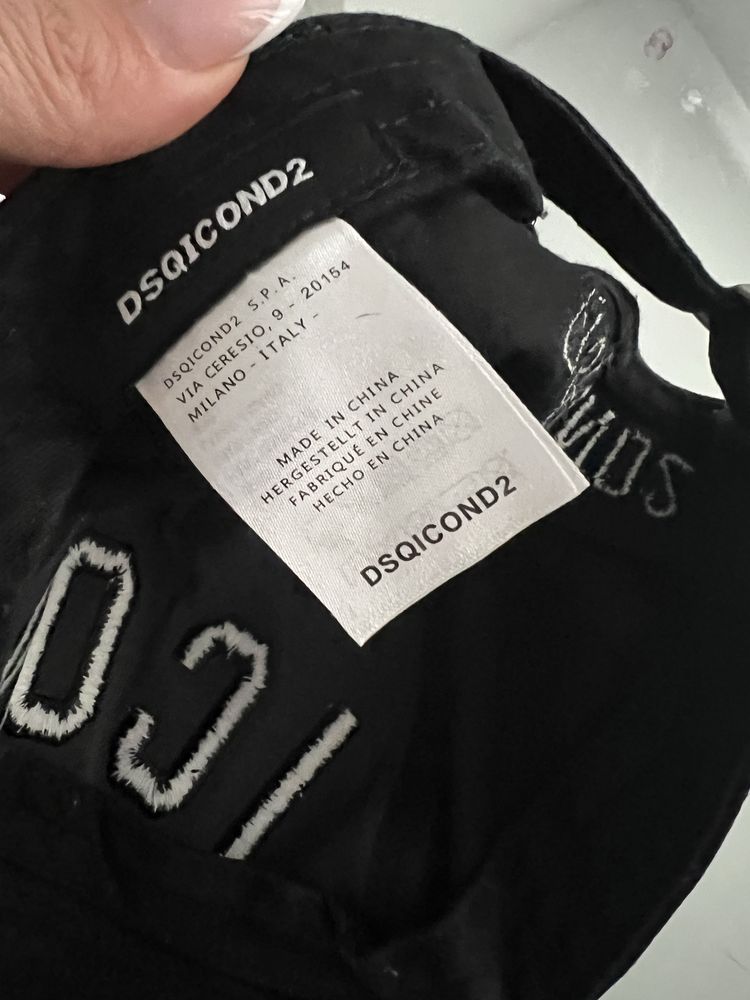 DSQICOND2
DSQICOND2 S.P.A.
VIA CERESIO, 9 - 20154
MILANO - ITALY -
MADE IN CHINA
HERGESTELLT IN CHINA
FABRIQUÉ EN CHINE
HECHO EN CHINA
DSQICOND2